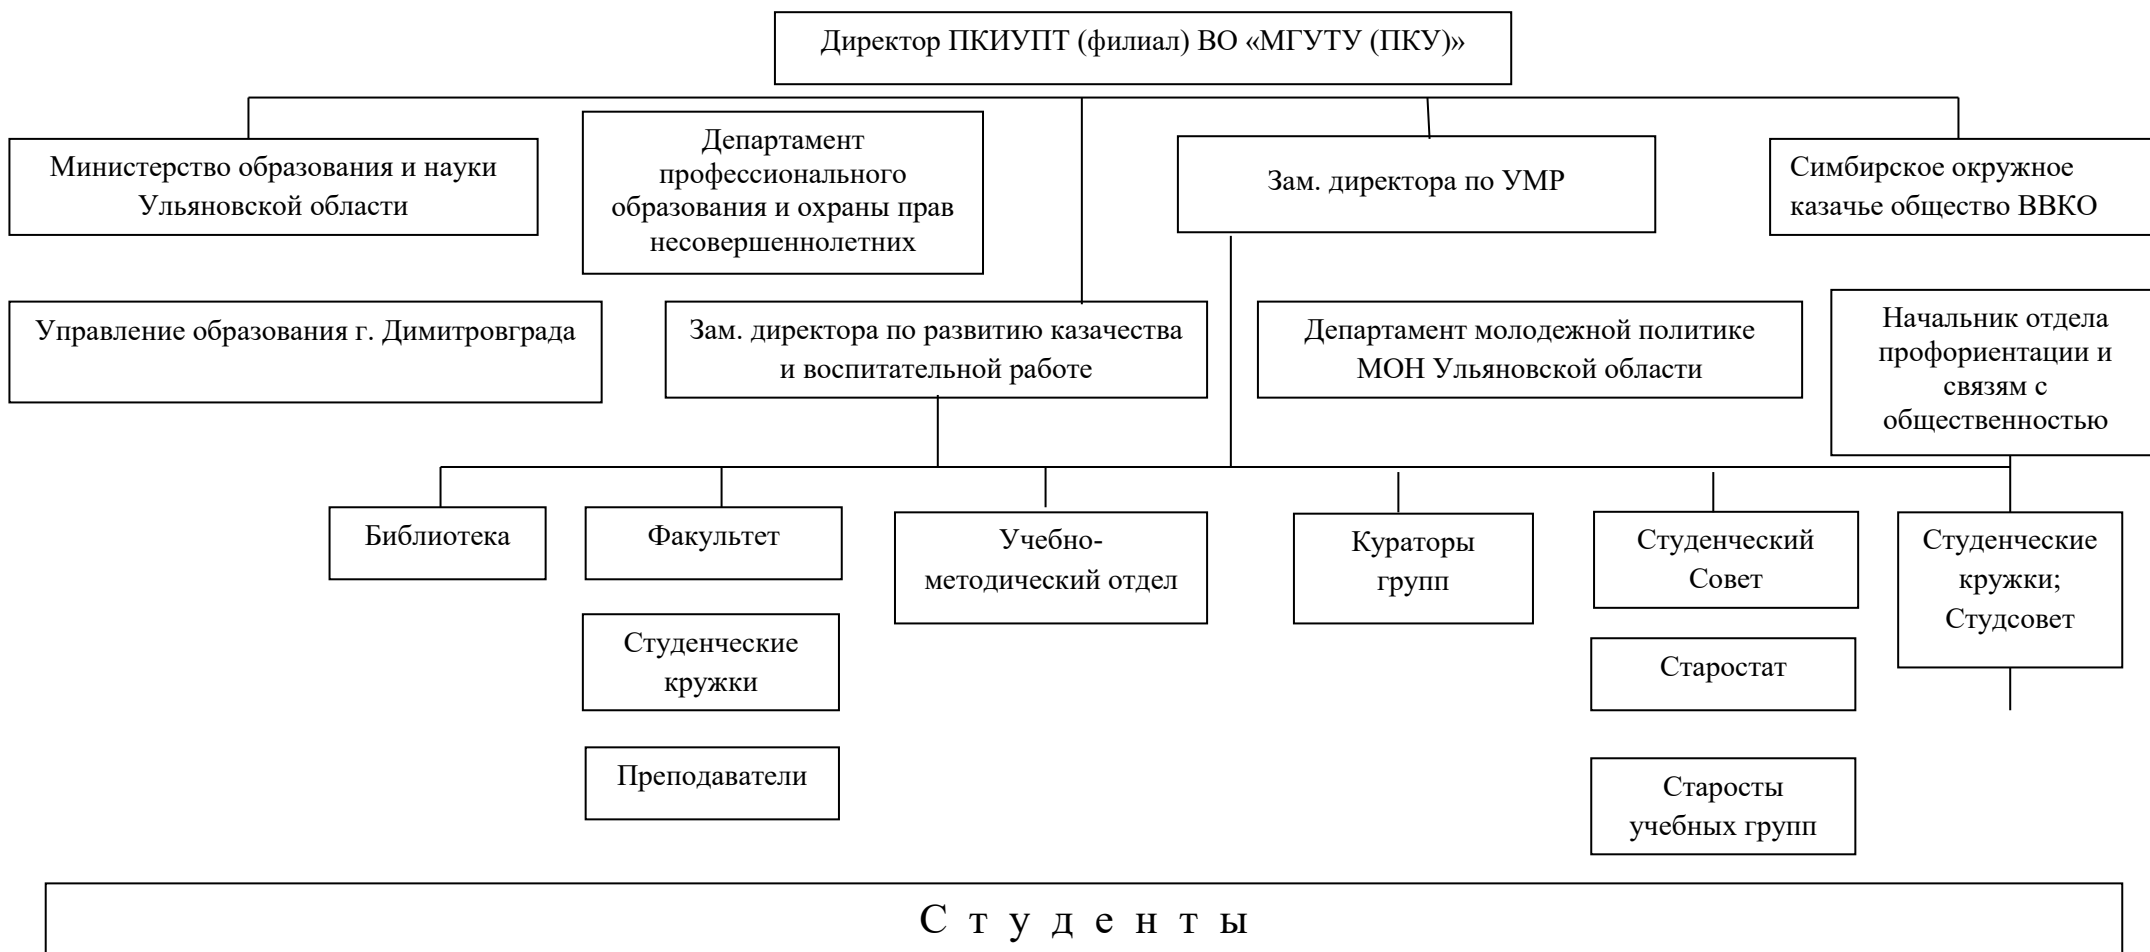 Директор ПКИУПТ (филиал) ВО «МГУТУ (ПКУ)»
Министерство образования и науки
Ульяновской области
Департамент
профессионального
образования и охраны прав
несовершеннолетних
Зам. директора по УМР
Симбирское окружное
казачье общество ВВКО
Управление образования г. Димитровграда
Зам. директора по развитию казачества
и воспитательной работе
Департамент молодежной политике
МОН Ульяновской области
Начальник отдела
профориентации и
связям с
общественностью
Библиотека
Факультет
Учебно-
методический отдел
Кураторы
групп
Студенческий
Совет
Студенческие
кружки;
Студсовет
Студенческие
кружки
Старостат
Преподаватели
Старосты
учебных групп
С т у д е н т ы